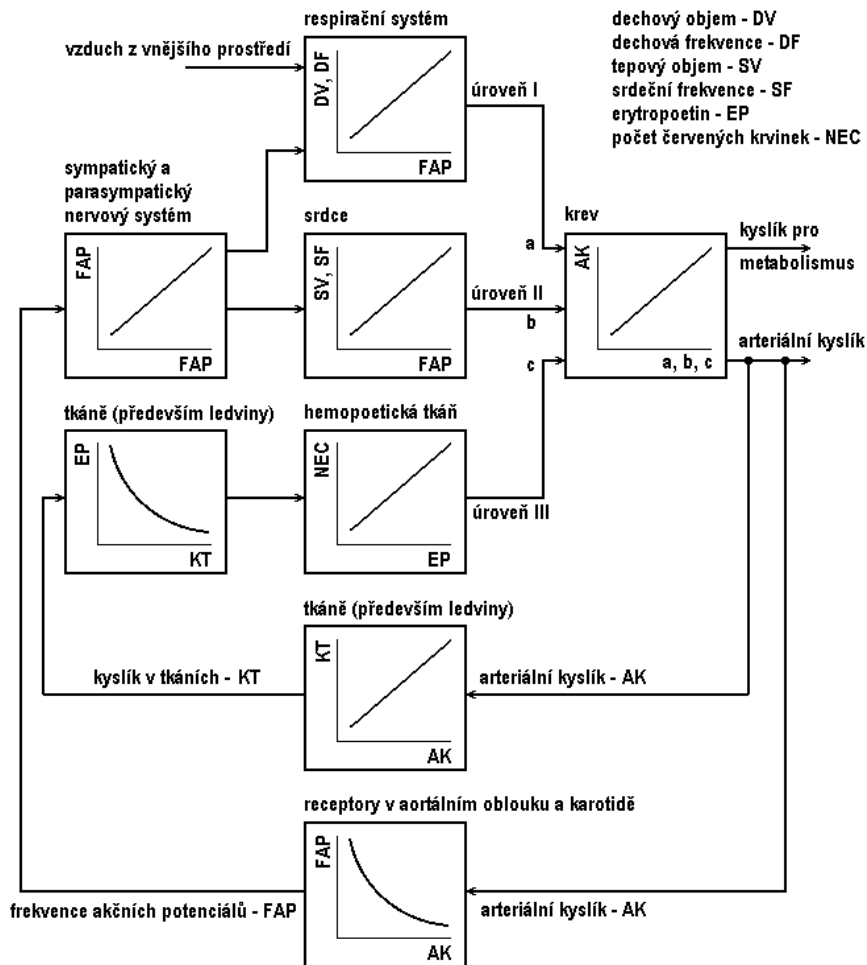 respirační systém
vzduch z vnějšího prostředí
DV, DF
FAP
úroveň I
dechový objem - DV
dechová frekvence - DF
tepový objem - SV
srdeční frekvence - SF
erytropoetin - EP
počet červených krvinek - NEC
sympatický a
parasympatický
nervový systém
FAP
FAP
srdce
SV, SF
FAP
úroveň II
a
b
c
krev
AK
a, b, c
kyslík pro
metabolismus
arteriální kyslík
tkáně (především ledviny)
EP
KT
hemopoetická tkáň
NEC
EP
úroveň III
tkáně (především ledviny)
KT
AK
kyslík v tkáních - KT
arteriální kyslík - AK
receptory v aortálním oblouku a karotidě
FAP
AK
frekvence akčních potenciálů - FAP
arteriální kyslík - AK